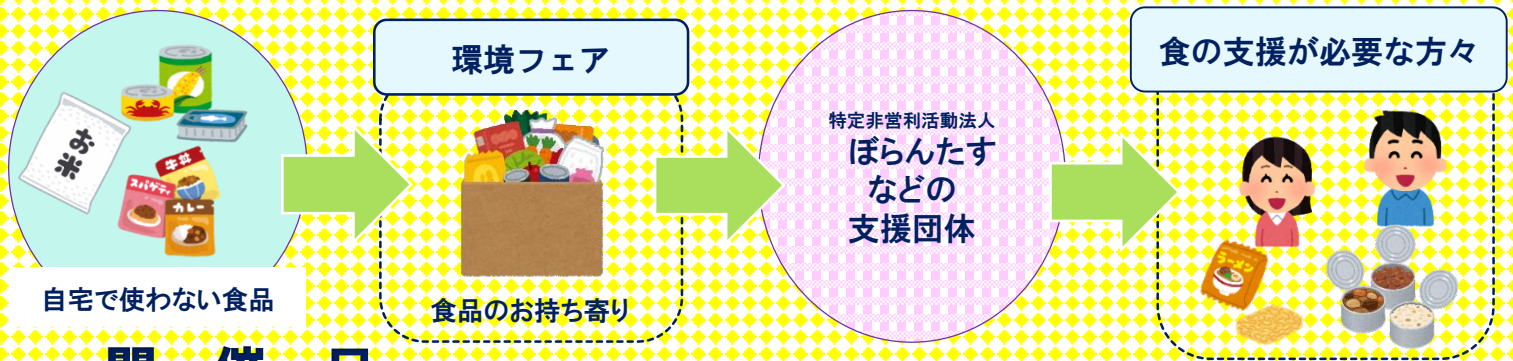 お米
牛丼
スパゲティ
カレー
自宅で使わない食品
環境フェア
食品のお持ち寄り
特定非営利活動法人
ぼらんたす
などの
支援団体
食の支援が必要な方々
ラーメン
開 催 日